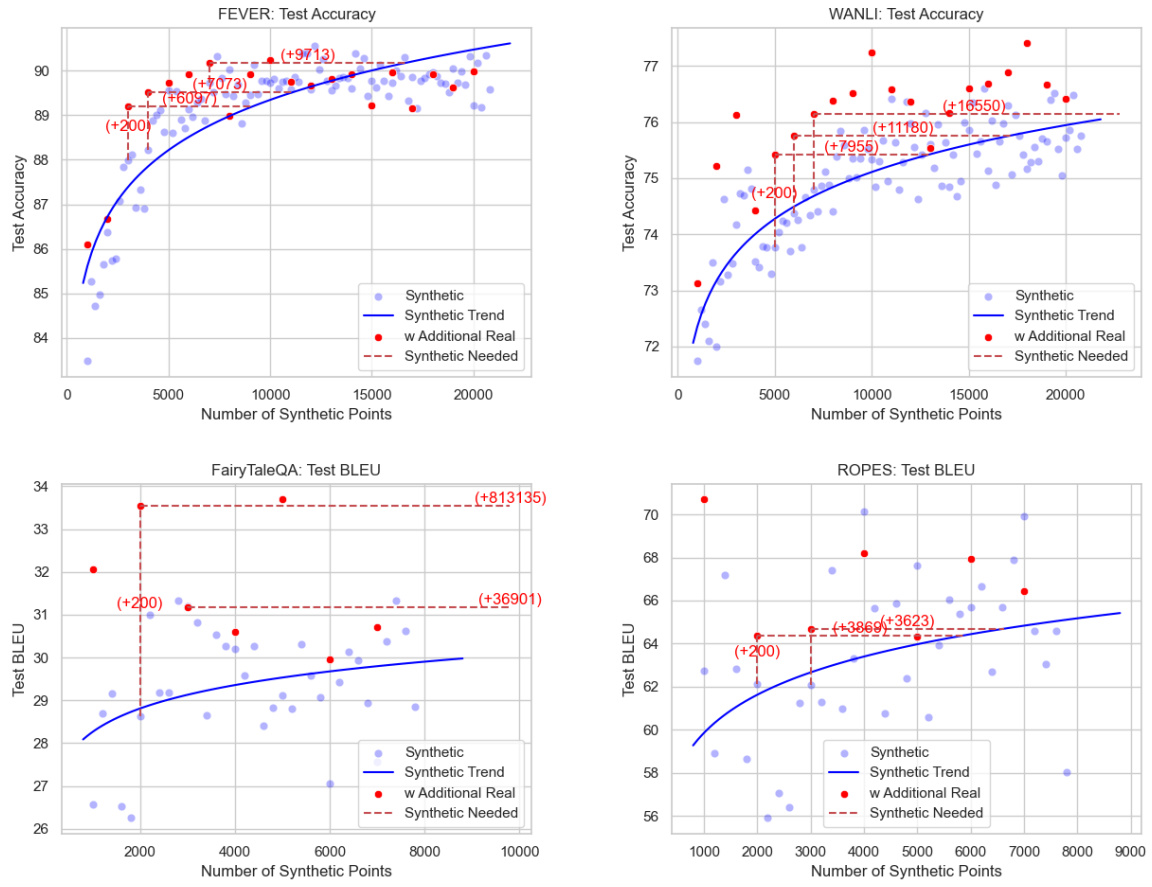 FEVER: Test Accuracy
Test Accuracy
90
89
88
87
86
85
84
(+9713)
(+7073)
(+6097)
(+200)
Synthetic
Synthetic Trend
w Additional Real
Synthetic Needed
0 5000 10000 15000 20000
Number of Synthetic Points
WANLI: Test Accuracy
Test Accuracy
77
76
75
74
73
72
(+16550)
(+11180)
(+7955)
(+200)
Synthetic
Synthetic Trend
w Additional Real
Synthetic Needed
0 5000 10000 15000 20000
Number of Synthetic Points
FairyTaleQA: Test BLEU
Test BLEU
34
33
32
31
30
29
28
27
26
(+813135)
(+36901)
(+200)
Synthetic
Synthetic Trend
w Additional Real
Synthetic Needed
2000 4000 6000 8000 10000
Number of Synthetic Points
ROPES: Test BLEU
Test BLEU
70
68
66
64
62
60
58
56
(+3623)
(+3869)
(+200)
Synthetic
Synthetic Trend
w Additional Real
Synthetic Needed
1000 2000 3000 4000 5000 6000 7000 8000 9000
Number of Synthetic Points